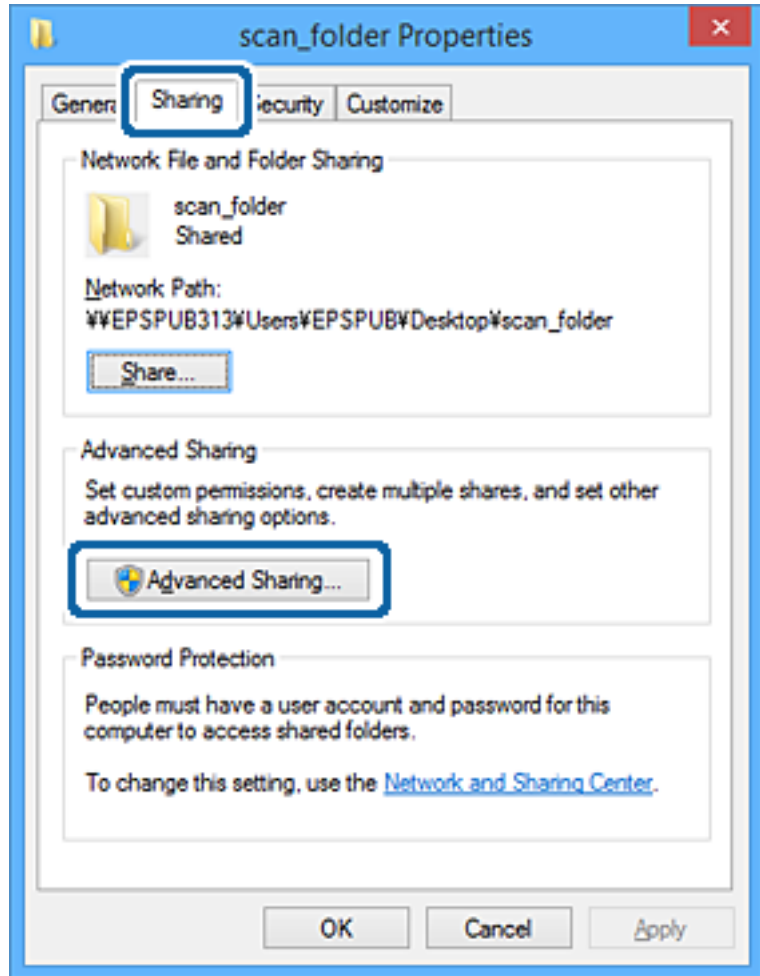 scan_folder Properties
General Sharing Security Customize
Network File and Folder Sharing
scan_folder
Shared
Network Path:
¥¥EPSPUB313¥Users¥EPSPUB¥Desktop¥scan_folder
Share...
Advanced Sharing
Set custom permissions, create multiple shares, and set other
advanced sharing options.
Advanced Sharing...
Password Protection
People must have a user account and password for this
computer to access shared folders.
To change this setting, use the Network and Sharing Center.
OK Cancel Apply